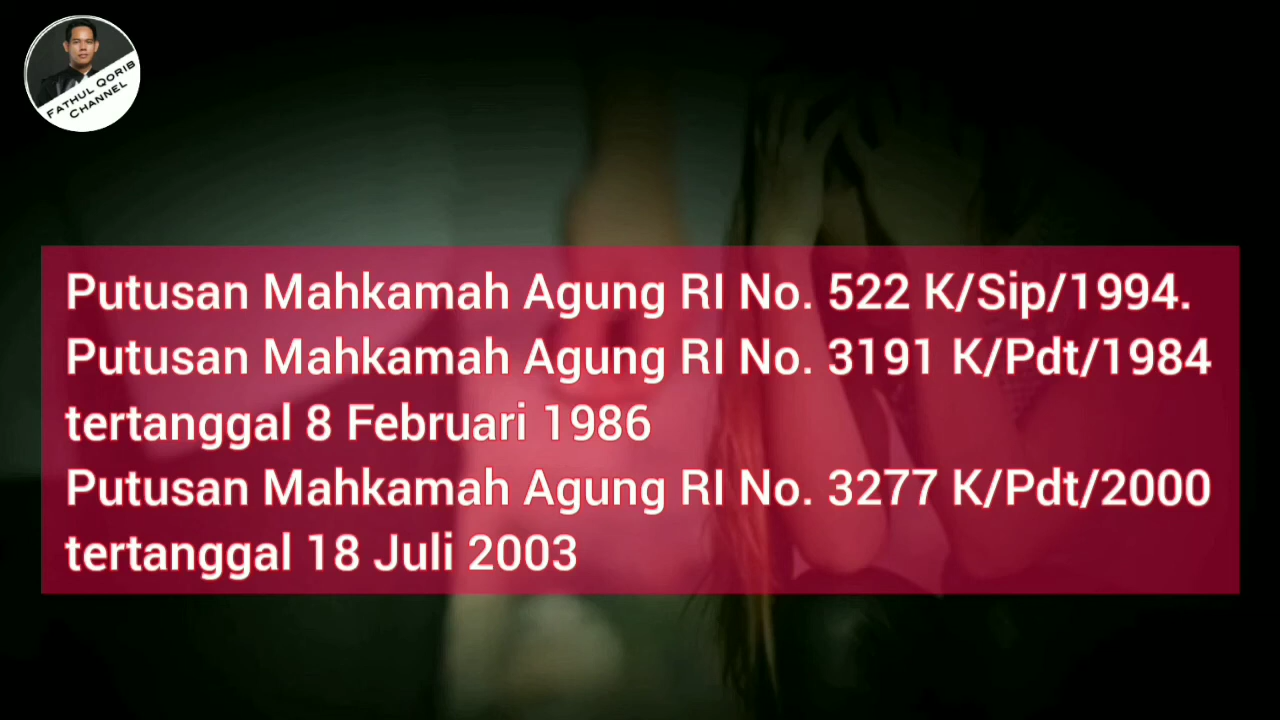 FATHUL QORIB
CHANNEL
Putusan Mahkamah Agung RI No. 522 K/Sip/1994.
Putusan Mahkamah Agung RI No. 3191 K/Pdt/1984
tertanggal 8 Februari 1986
Putusan Mahkamah Agung RI No. 3277 K/Pdt/2000
tertanggal 18 Juli 2003